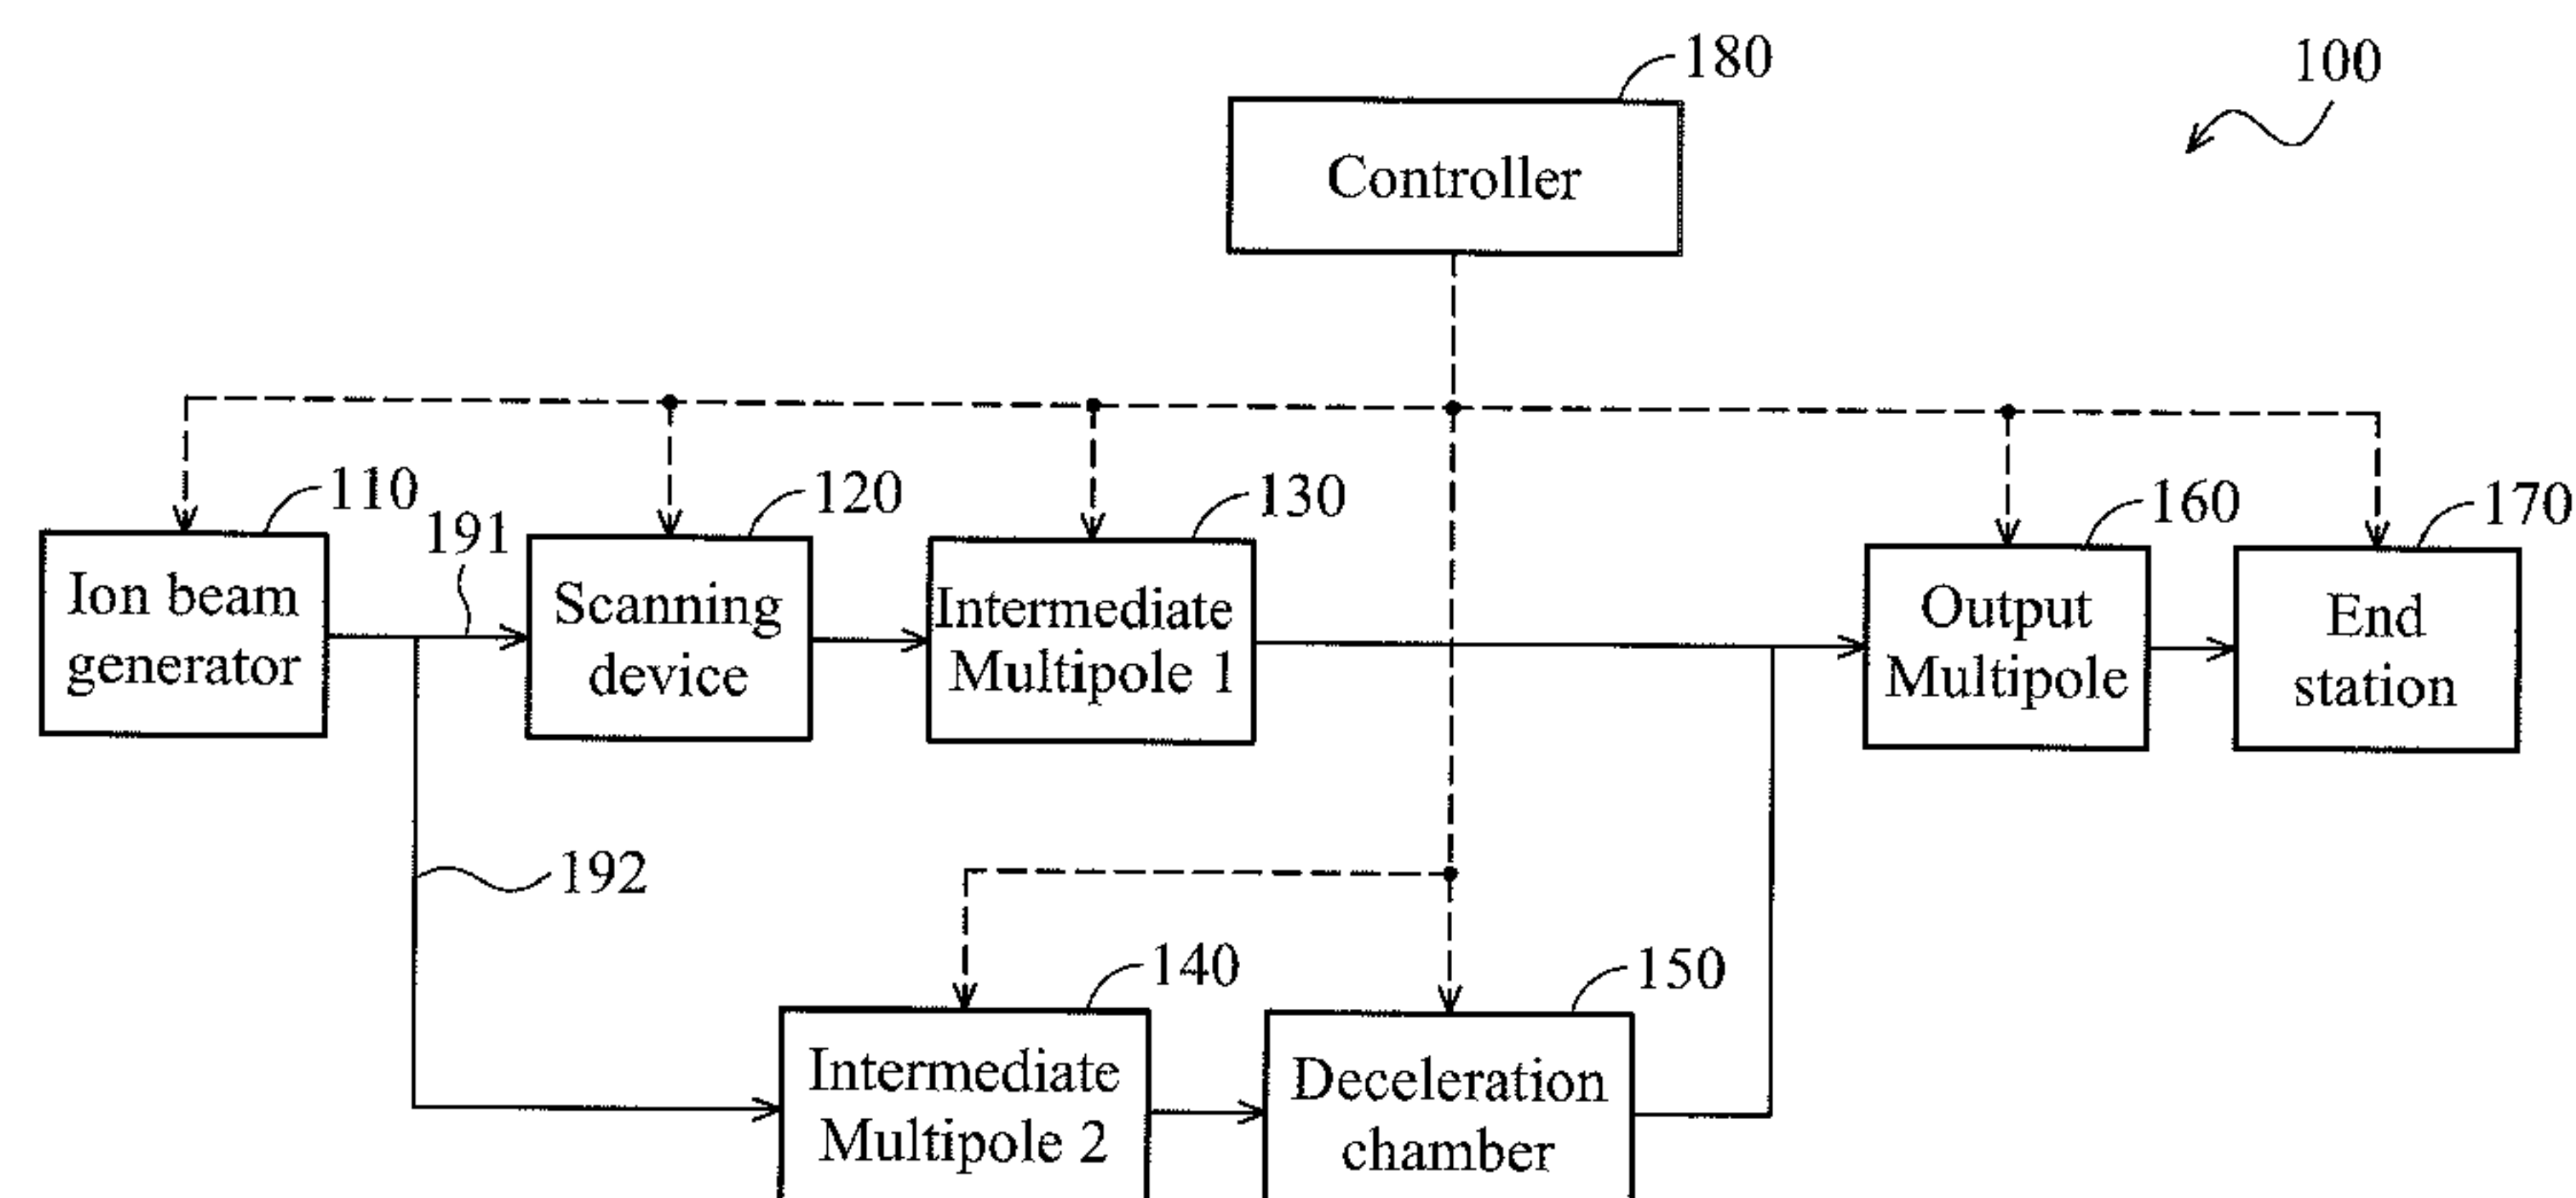 180
100
Controller
110
191
120
130
160
170
Ion beam
generator
Scanning
device
Intermediate
Multipole 1
Output
Multipole
End
station
192
140
150
Intermediate
Multipole 2
Deceleration
chamber